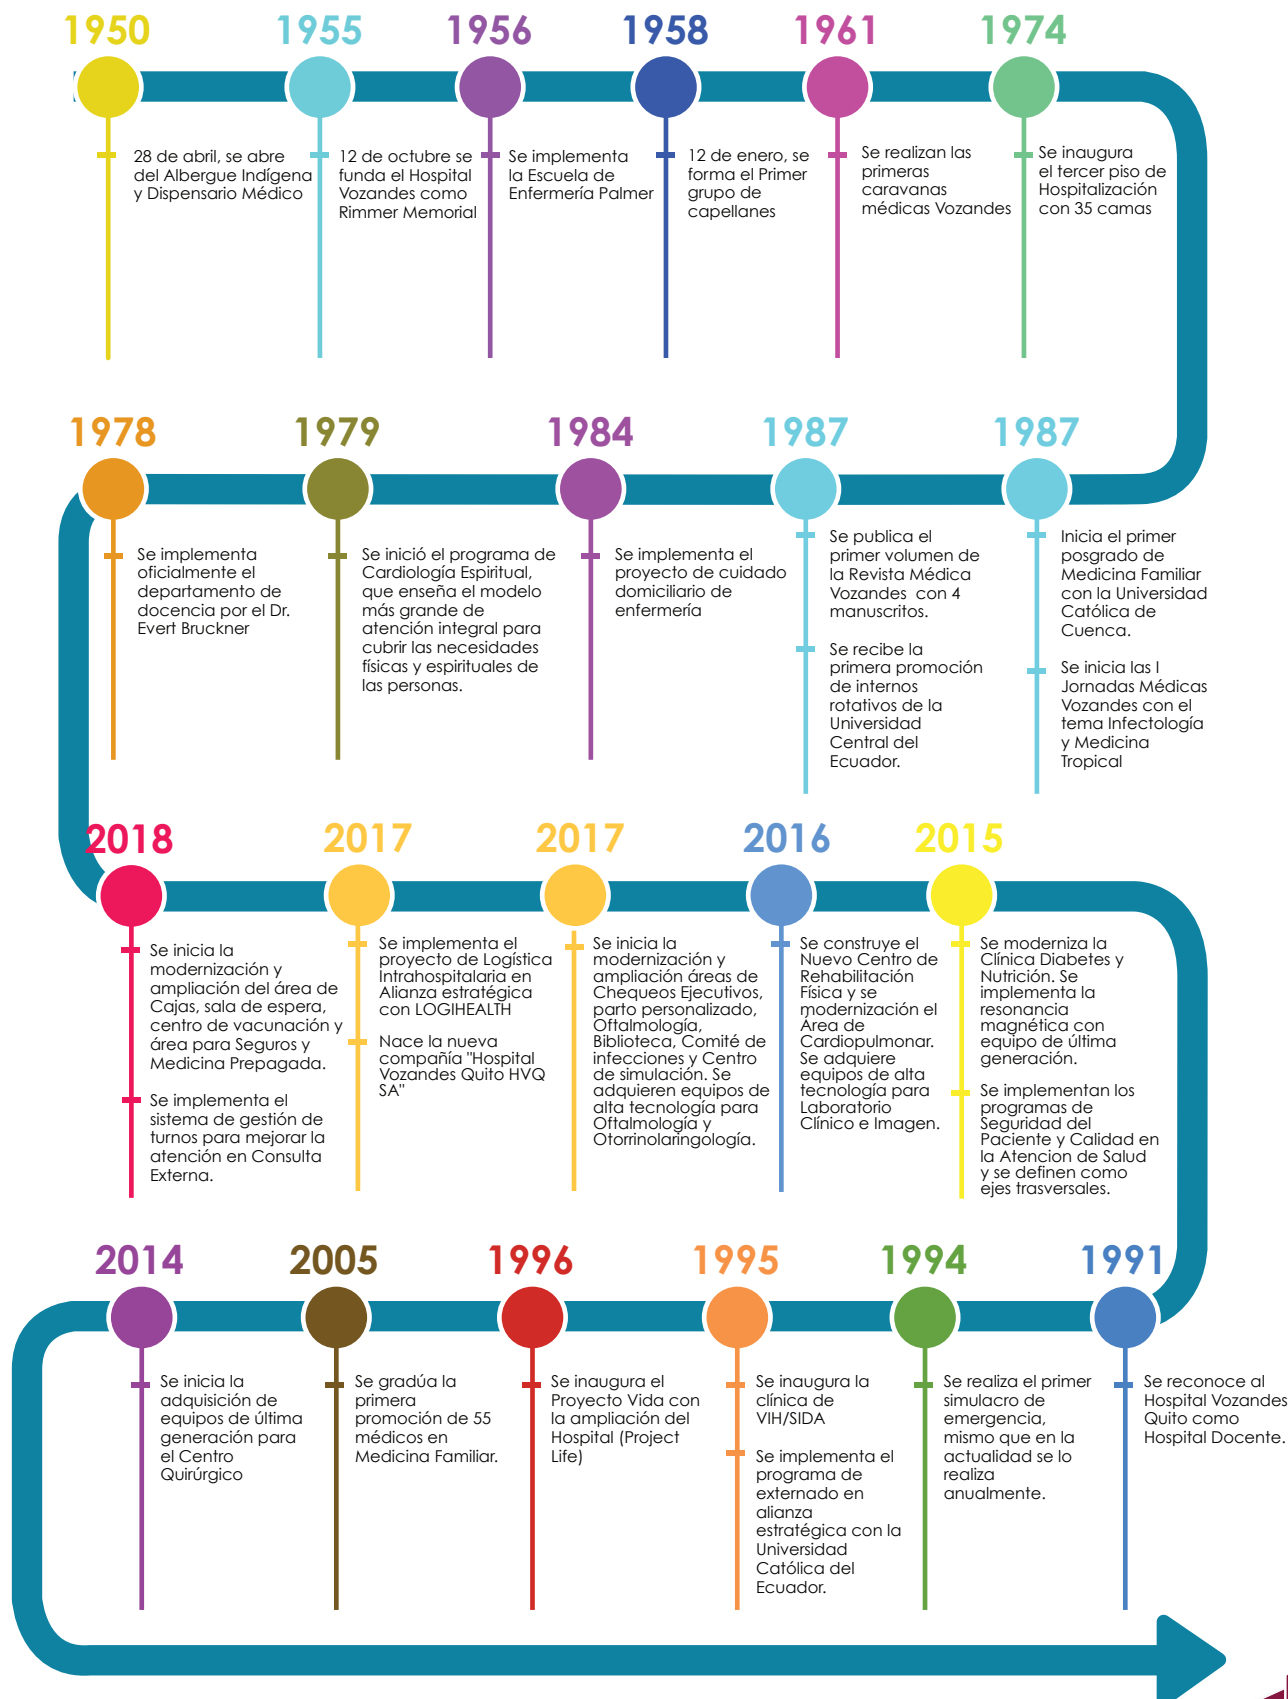 1950
28 de abril, se abre
del Albergue Indígena
y Dispensario Médico
1955
12 de octubre se
funda el Hospital
Vozandes como
Rimmer Memorial
1956
Se implementa
la Escuela de
Enfermería Palmer
1958
12 de enero, se
forma el Primer
grupo de
capellanes
1961
Se realizan las
primeras
caravanas
médicas Vozandes
1974
Se inaugura
el tercer piso de
Hospitalización
con 35 camas
1978
Se implementa
oficialmente el
departamento de
docencia por el Dr.
Evert Bruckner
1979
Se inició el programa de
Cardiología Espiritual,
que enseña el modelo
más grande de
atención integral para
cubrir las necesidades
físicas y espirituales de
las personas.
1984
Se implementa el
proyecto de cuidado
domiciliario de
enfermería
1987
Se publica el
primer volumen de
la Revista Médica
Vozandes con 4
manuscritos.
Se recibe la
primera promoción
de internos
rotativos de la
Universidad
Central del
Ecuador.
1987
Inicia el primer
posgrado de
Medicina Familiar
con la Universidad
Católica de
Cuenca.
Se inicia las I
Jornadas Médicas
Vozandes con el
tema Infectología
y Medicina
Tropical
2018
Se inicia la
modernización y
ampliación del área de
Cajas, sala de espera,
centro de vacunación y
área para Seguros y
Medicina Prepagada.
Se implementa el
sistema de gestión de
turnos para mejorar la
atención en Consulta
Externa.
2017
Se implementa el
proyecto de Logística
Intrahospitalaria en
Alianza estratégica
con LOGIHEALTH
Nace la nueva
compañía "Hospital
Vozandes Quito HVQ
SA"
2017
Se inicia la
modernización y
ampliación áreas de
Chequeos Ejecutivos,
parto personalizado,
Oftalmología,
Biblioteca, Comité de
infecciones y Centro
de simulación. Se
adquieren equipos de
alta tecnología para
Oftalmología y
Otorrinolaringología.
2016
Se construye el
Nuevo Centro de
Rehabilitación
Física y se
modernización el
Área de
Cardiopulmonar.
Se adquiere
equipos de alta
tecnología para
Laboratorio
Clínico e Imagen.
2015
Se moderniza la
Clínica Diabetes y
Nutrición. Se
implementa la
resonancia
magnética con
equipo de última
generación.
Se implementan los
programas de
Seguridad del
Paciente y Calidad en
la Atencion de Salud
y se definen como
ejes trasversales.
2014
Se inicia la
adquisición de
equipos de última
generación para
el Centro
Quirúrgico
2005
Se gradúa la
primera
promoción de 55
médicos en
Medicina Familiar.
1996
Se inaugura el
Proyecto Vida con
la ampliación del
Hospital (Project
Life)
1995
Se inaugura la
clínica de
VIH/SIDA
Se implementa el
programa de
externado en
alianza
estratégica con la
Universidad
Católica del
Ecuador.
1994
Se realiza el primer
simulacro de
emergencia,
mismo que en la
actualidad se lo
realiza
anualmente.
1991
Se reconoce al
Hospital Vozandes
Quito como
Hospital Docente.